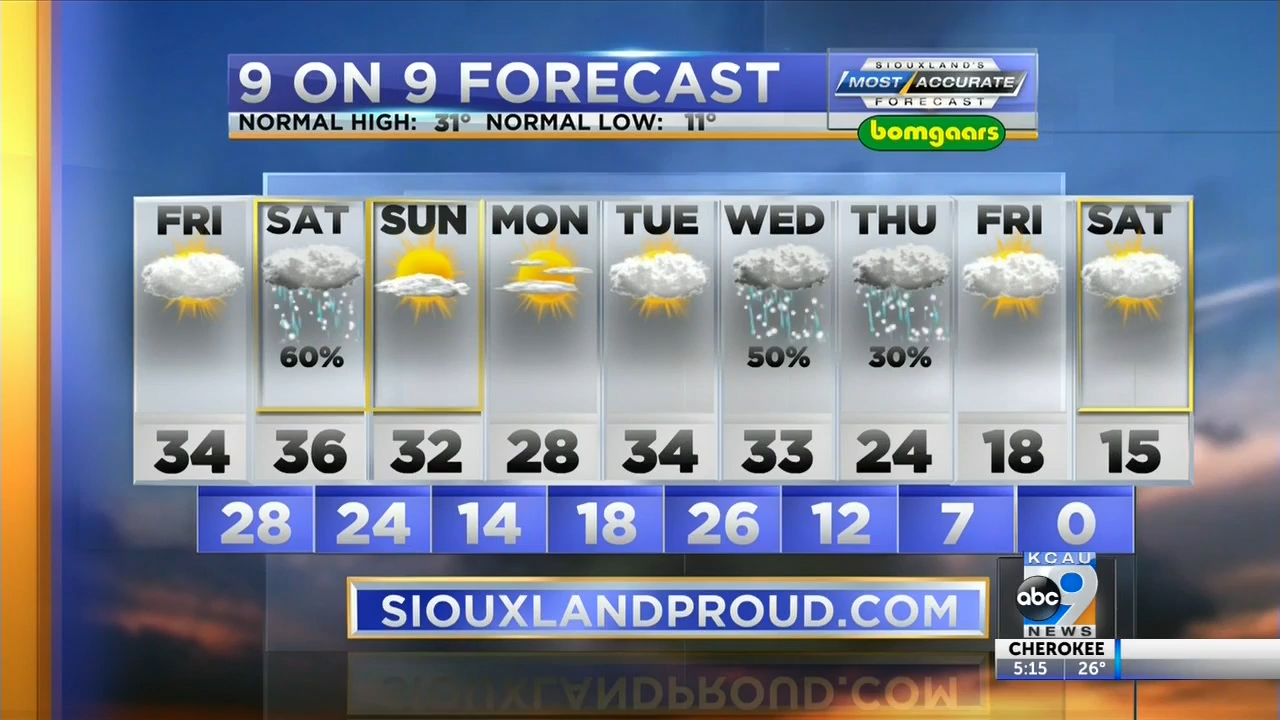 9 ON 9 FORECAST
NORMAL HIGH: 31° NORMAL LOW: 11°
SIOUXLAND'S
MOST ACCURATE
FORECAST
bomgaars
FRI SAT SUN MON TUE WED THU FRI SAT
60% 50% 30%
34 36 32 28 34 33 24 18 15
28 24 14 18 26 12 7 0
SIOUXLANDPROUD.COM
KCAU
abc 9
NEWS
CHEROKEE
5:15 26°
SIOUXLANDPROUD.COM